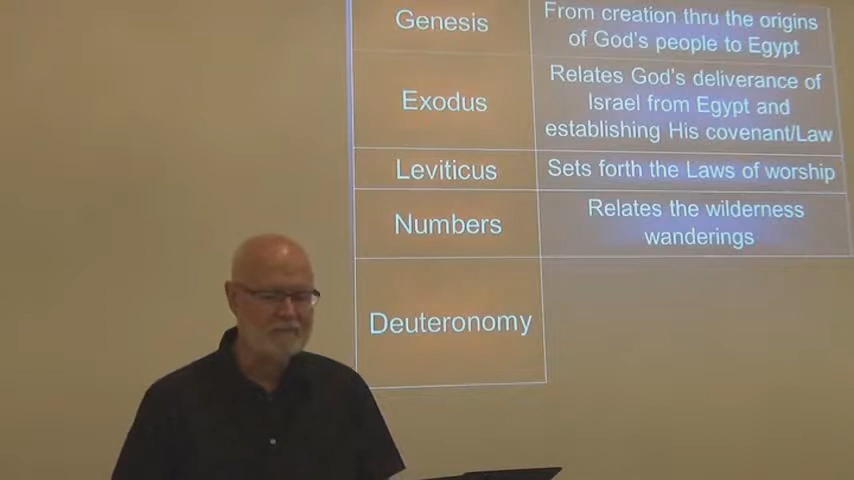 Genesis
From creation thru the origins
of God's people to Egypt
Exodus
Relates God's deliverance of
Israel from Egypt and
establishing His covenant/Law
Leviticus
Sets forth the Laws of worship
Numbers
Relates the wilderness
wanderings
Deuteronomy